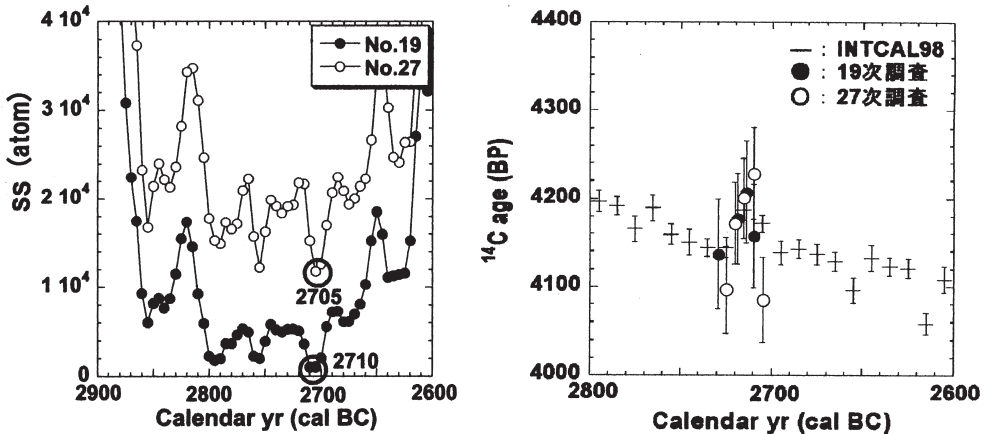 4 10⁴
3 10⁴
2 10⁴
1 10⁴
0
SS (atom)
No.19
No.27
2705
2710
2900
2800
2700
2600
Calendar yr (cal BC)
4400
4300
4200
4100
4000
¹⁴C age (BP)
: INTCAL98
: 19次調査
: 27次調査
2800
2700
2600
Calendar yr (cal BC)